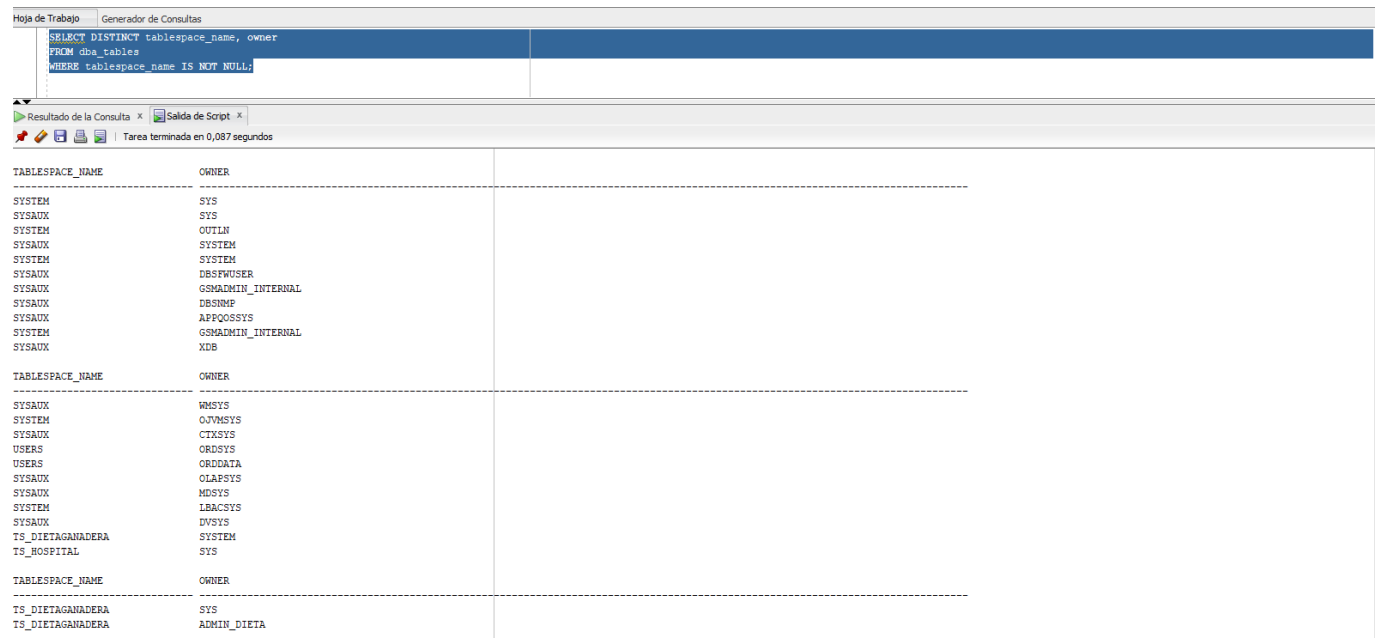 Hoja de Trabajo Generador de Consultas
SELECT DISTINCT tablespace_name, owner
FROM dba_tables
WHERE tablespace_name IS NOT NULL;
Resultado de la Consulta x Salida de Script x
Tarea terminada en 0,087 segundos
TABLESPACE_NAME OWNER
------------------------------ --------------------------------------------------------------------------------------------------------------------------------
SYSTEM SYS
SYSAUX SYS
SYSTEM OUTLN
SYSAUX SYSTEM
SYSTEM SYSTEM
SYSAUX DBSFWUSER
SYSAUX GSMADMIN_INTERNAL
SYSAUX DBSNMP
SYSAUX APPQOSSYS
SYSTEM GSMADMIN_INTERNAL
SYSAUX XDB
TABLESPACE_NAME OWNER
------------------------------ --------------------------------------------------------------------------------------------------------------------------------
SYSAUX WMSYS
SYSTEM OJVMSYS
SYSAUX CTXSYS
USERS ORDSYS
USERS ORDDATA
SYSAUX OLAPSYS
SYSAUX MDSYS
SYSTEM LBACSYS
SYSAUX DVSYS
TS_DIETAGANADERA SYSTEM
TS_HOSPITAL SYS
TABLESPACE_NAME OWNER
------------------------------ --------------------------------------------------------------------------------------------------------------------------------
TS_DIETAGANADERA SYS
TS_DIETAGANADERA ADMIN_DIETA